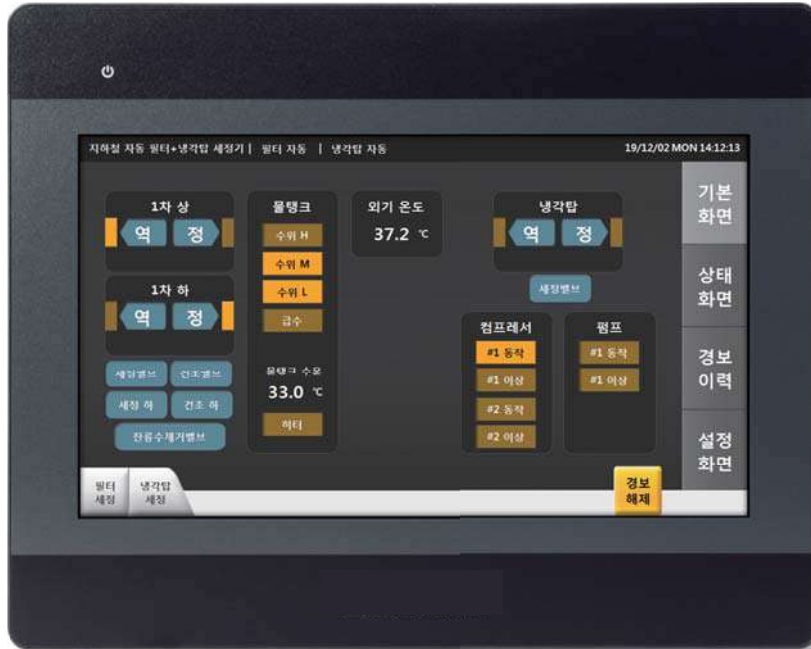 지하철 자동 필터+냉각탑 세정기 | 필터 자동 | 냉각탑 자동
19/12/02 MON 14:12:13
1차 상
역 정
1차 하
역 정
세정밸브 건조밸브
세정 하 건조 하
잔류수제거밸브
물탱크
수위 H
수위 M
수위 L
급수
물탱크 수온
33.0 ℃
히터
외기 온도
37.2 ℃
냉각탑
역 정
세정밸브
컴프레서
#1 동작
#1 이상
#2 동작
#2 이상
펌프
#1 동작
#1 이상
기본
화면
상태
화면
경보
이력
설정
화면
필터
세정
냉각탑
세정
경보
해제